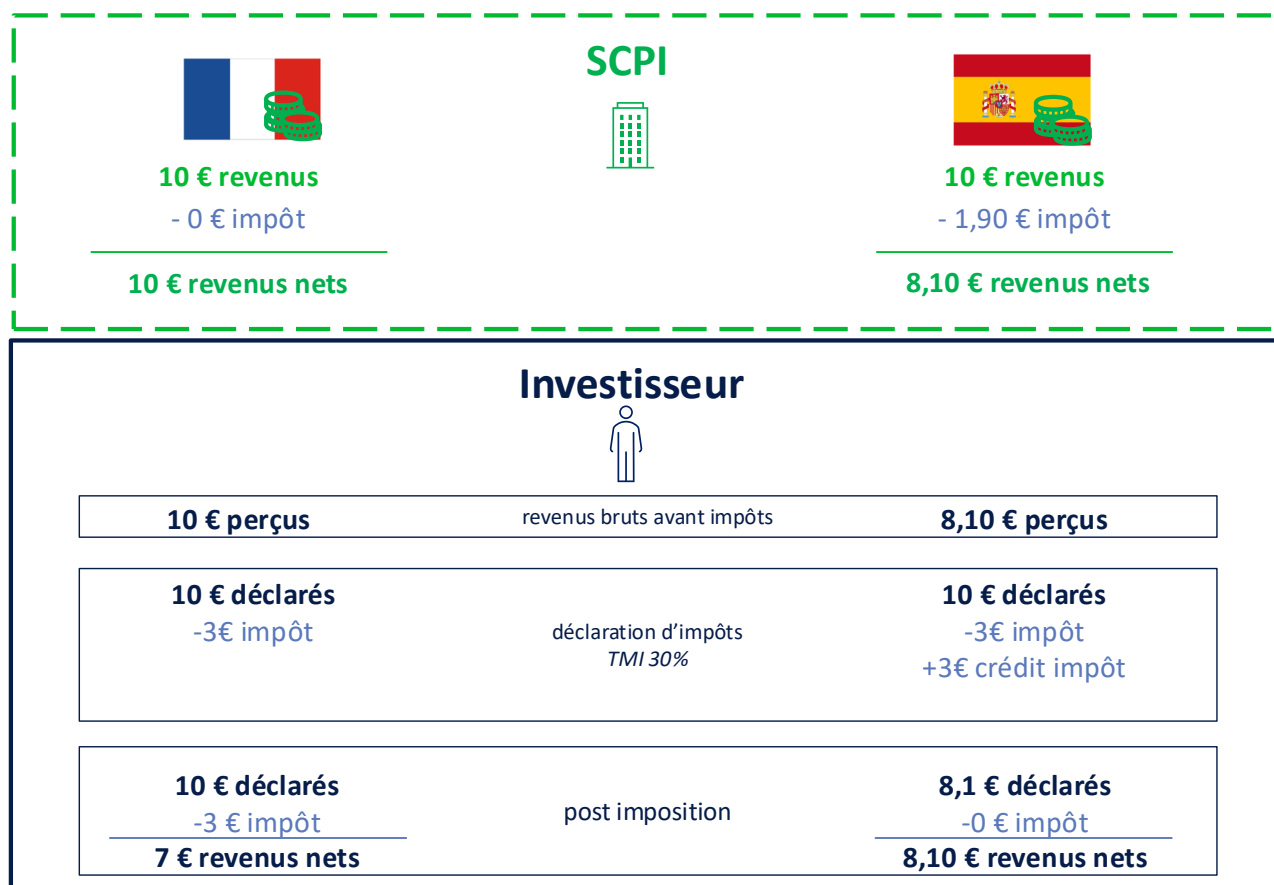 SCPI
10 € revenus
- 0 € impôt
10 € revenus nets
10 € revenus
- 1,90 € impôt
8,10 € revenus nets
Investisseur
10 € perçus
revenus bruts avant impôts
8,10 € perçus
10 € déclarés
-3€ impôt
déclaration d’impôts
TMI 30%
10 € déclarés
-3€ impôt
+3€ crédit impôt
10 € déclarés
-3 € impôt
7 € revenus nets
post imposition
8,1 € déclarés
-0 € impôt
8,10 € revenus nets